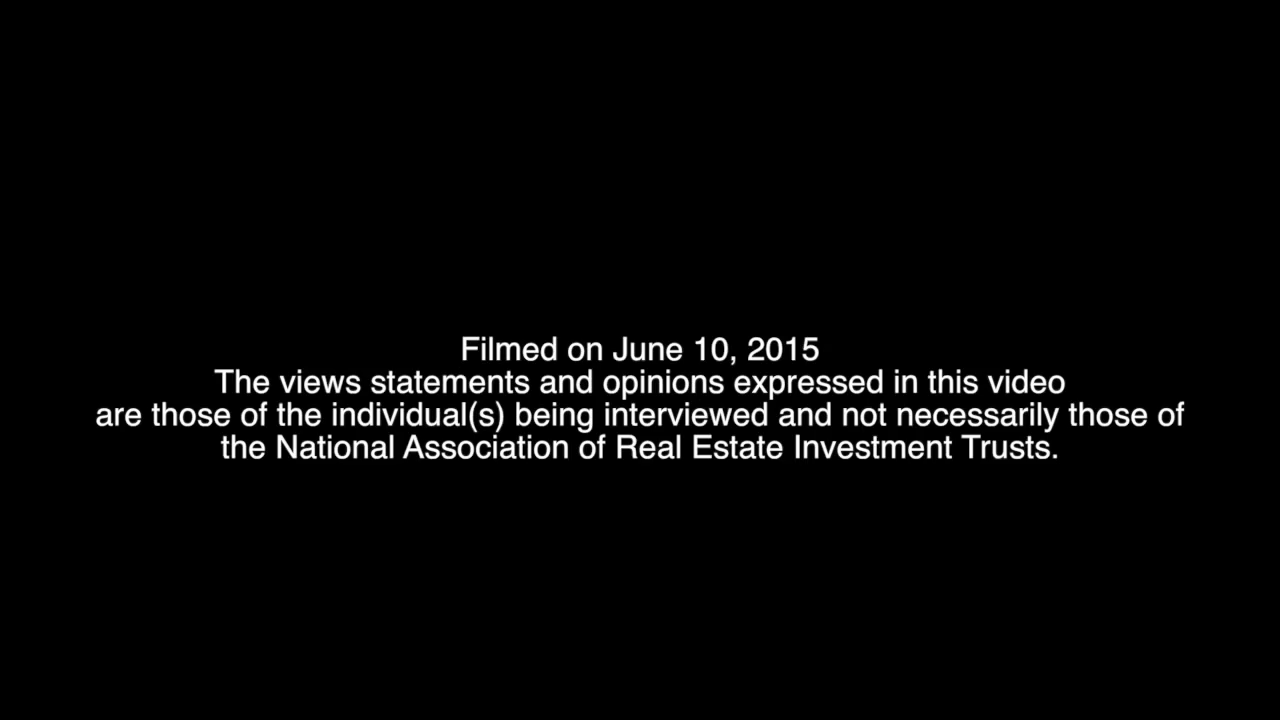 Filmed on June 10, 2015
The views statements and opinions expressed in this video
are those of the individual(s) being interviewed and not necessarily those of
the National Association of Real Estate Investment Trusts.